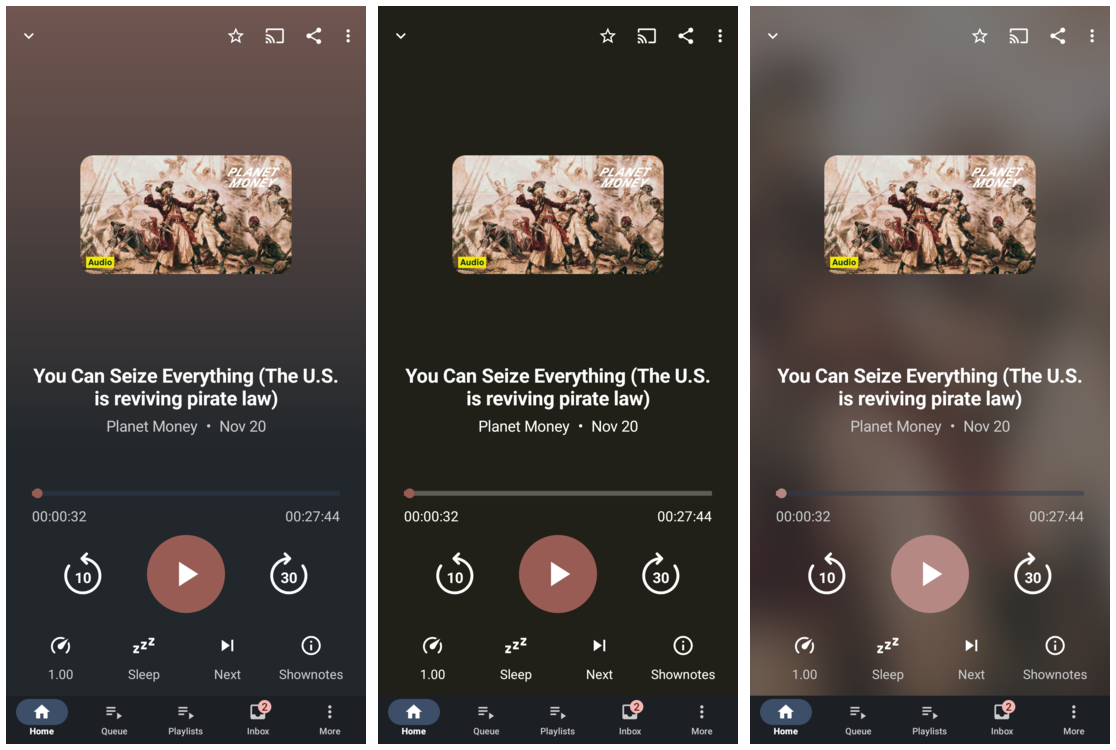 PLANET
MONEY
Audio
You Can Seize Everything (The U.S.
is reviving pirate law)
Planet Money • Nov 20
00:00:32
00:27:44
10
30
1.00
zzz
Sleep
Next
Shownotes
Home
Queue
Playlists
2
Inbox
More
PLANET
MONEY
Audio
You Can Seize Everything (The U.S.
is reviving pirate law)
Planet Money • Nov 20
00:00:32
00:27:44
10
30
1.00
zzz
Sleep
Next
Shownotes
Home
Queue
Playlists
2
Inbox
More
PLANET
MONEY
Audio
You Can Seize Everything (The U.S.
is reviving pirate law)
Planet Money • Nov 20
00:00:32
00:27:44
10
30
1.00
zzz
Sleep
Next
Shownotes
Home
Queue
Playlists
2
Inbox
More